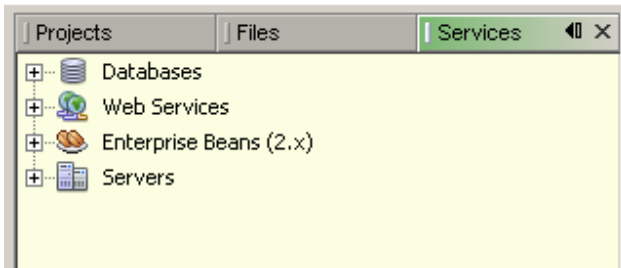 Projects Files Services
Databases
Web Services
Enterprise Beans (2.x)
Servers